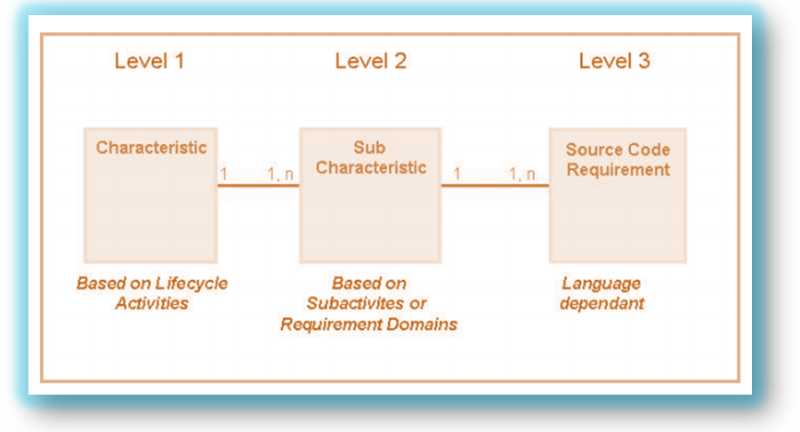 Level 1
Level 2
Level 3
Characteristic
Sub
Characteristic
Source Code
Requirement
1
1, n
1
1, n
Based on Lifecycle
Activities
Based on
Subactivites or
Requirement Domains
Language
dependant